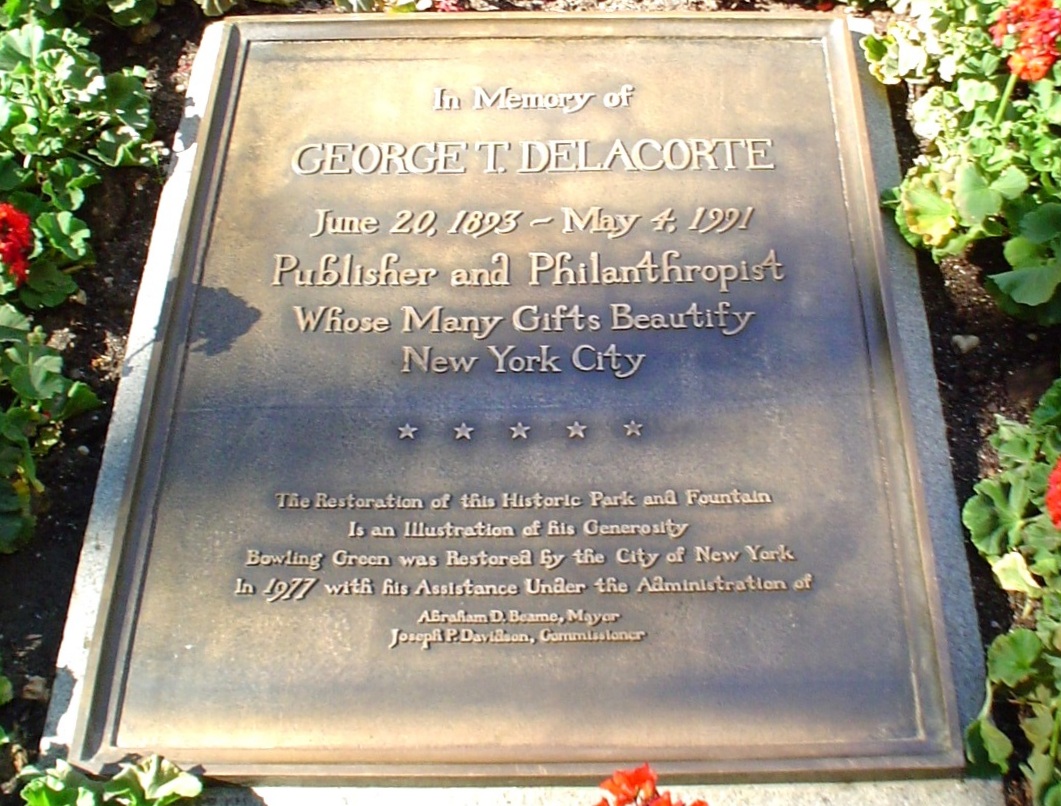 In Memory of
GEORGE T. DELACORTE
June 20, 1893 ~ May 4, 1991
Publisher and Philanthropist
Whose Many Gifts Beautify
New York City
The Restoration of this Historic Park and Fountain
Is an Illustration of his Generosity
Bowling Green was Restored by the City of New York
In 1977 with his Assistance Under the Administration of
Abraham D. Beame, Mayor
Joseph P. Davidson, Commissioner